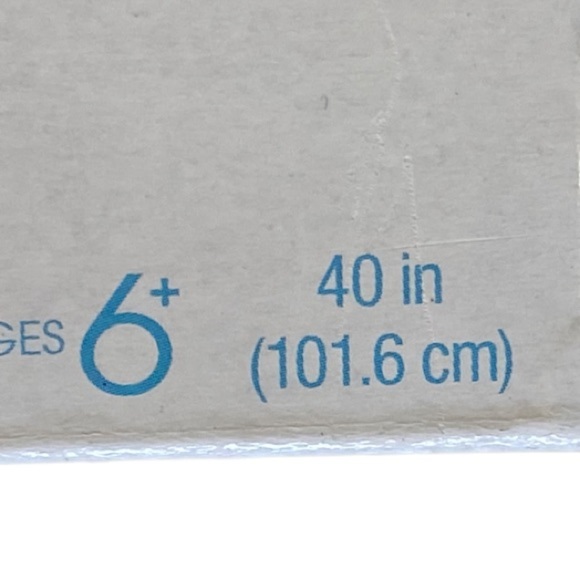 GES 6+
40 in
(101.6 cm)